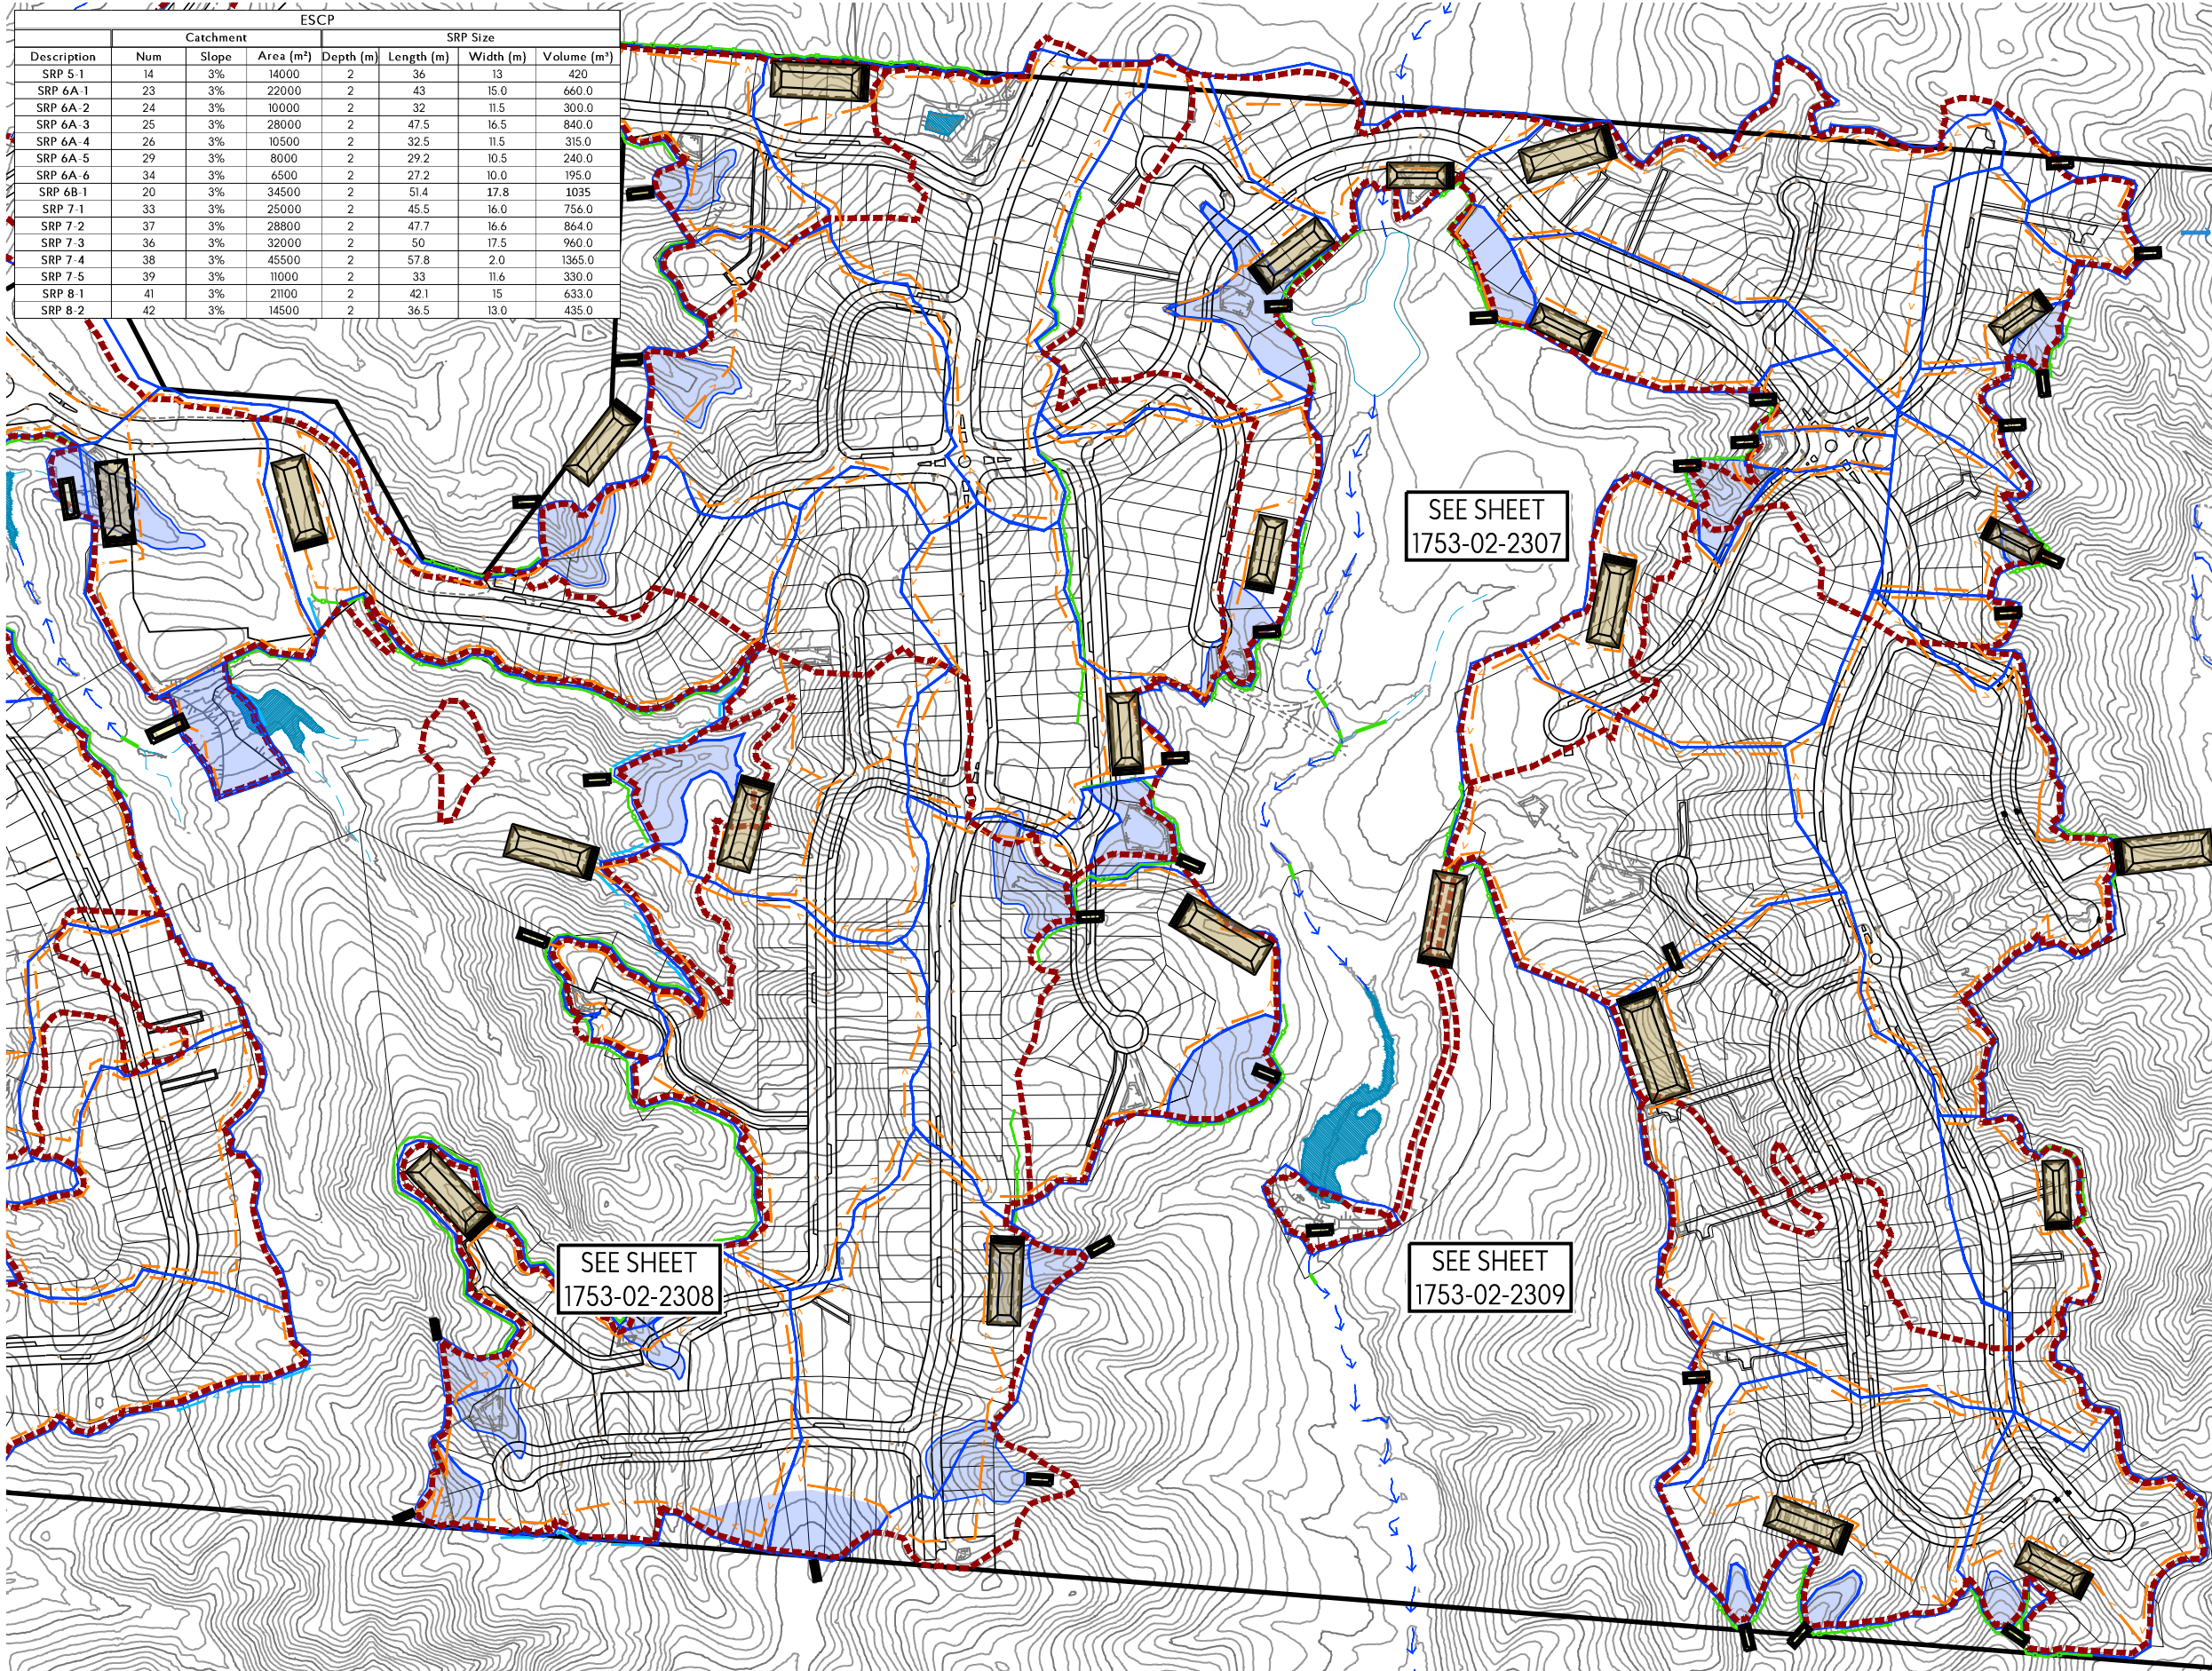 ESCP
Catchment SRP Size
Description Num Slope Area (m²) Depth (m) Length (m) Width (m) Volume (m³)
SRP 5-1 14 3% 14000 2 36 13 420
SRP 6A-1 23 3% 22000 2 43 15.0 660.0
SRP 6A-2 24 3% 10000 2 32 11.5 300.0
SRP 6A-3 25 3% 28000 2 47.5 16.5 840.0
SRP 6A-4 26 3% 10500 2 32.5 11.5 315.0
SRP 6A-5 29 3% 8000 2 29.2 10.5 240.0
SRP 6A-6 34 3% 6500 2 27.2 10.0 195.0
SRP 6B-1 20 3% 34500 2 51.4 17.8 1035
SRP 7-1 33 3% 25000 2 45.5 16.0 756.0
SRP 7-2 37 3% 28800 2 47.7 16.6 864.0
SRP 7-3 36 3% 32000 2 50 17.5 960.0
SRP 7-4 38 3% 45500 2 57.8 2.0 1365.0
SRP 7-5 39 3% 11000 2 33 11.6 330.0
SRP 8-1 41 3% 21100 2 42.1 15 633.0
SRP 8-2 42 3% 14500 2 36.5 13.0 435.0
SEE SHEET
1753-02-2307
SEE SHEET
1753-02-2308
SEE SHEET
1753-02-2309